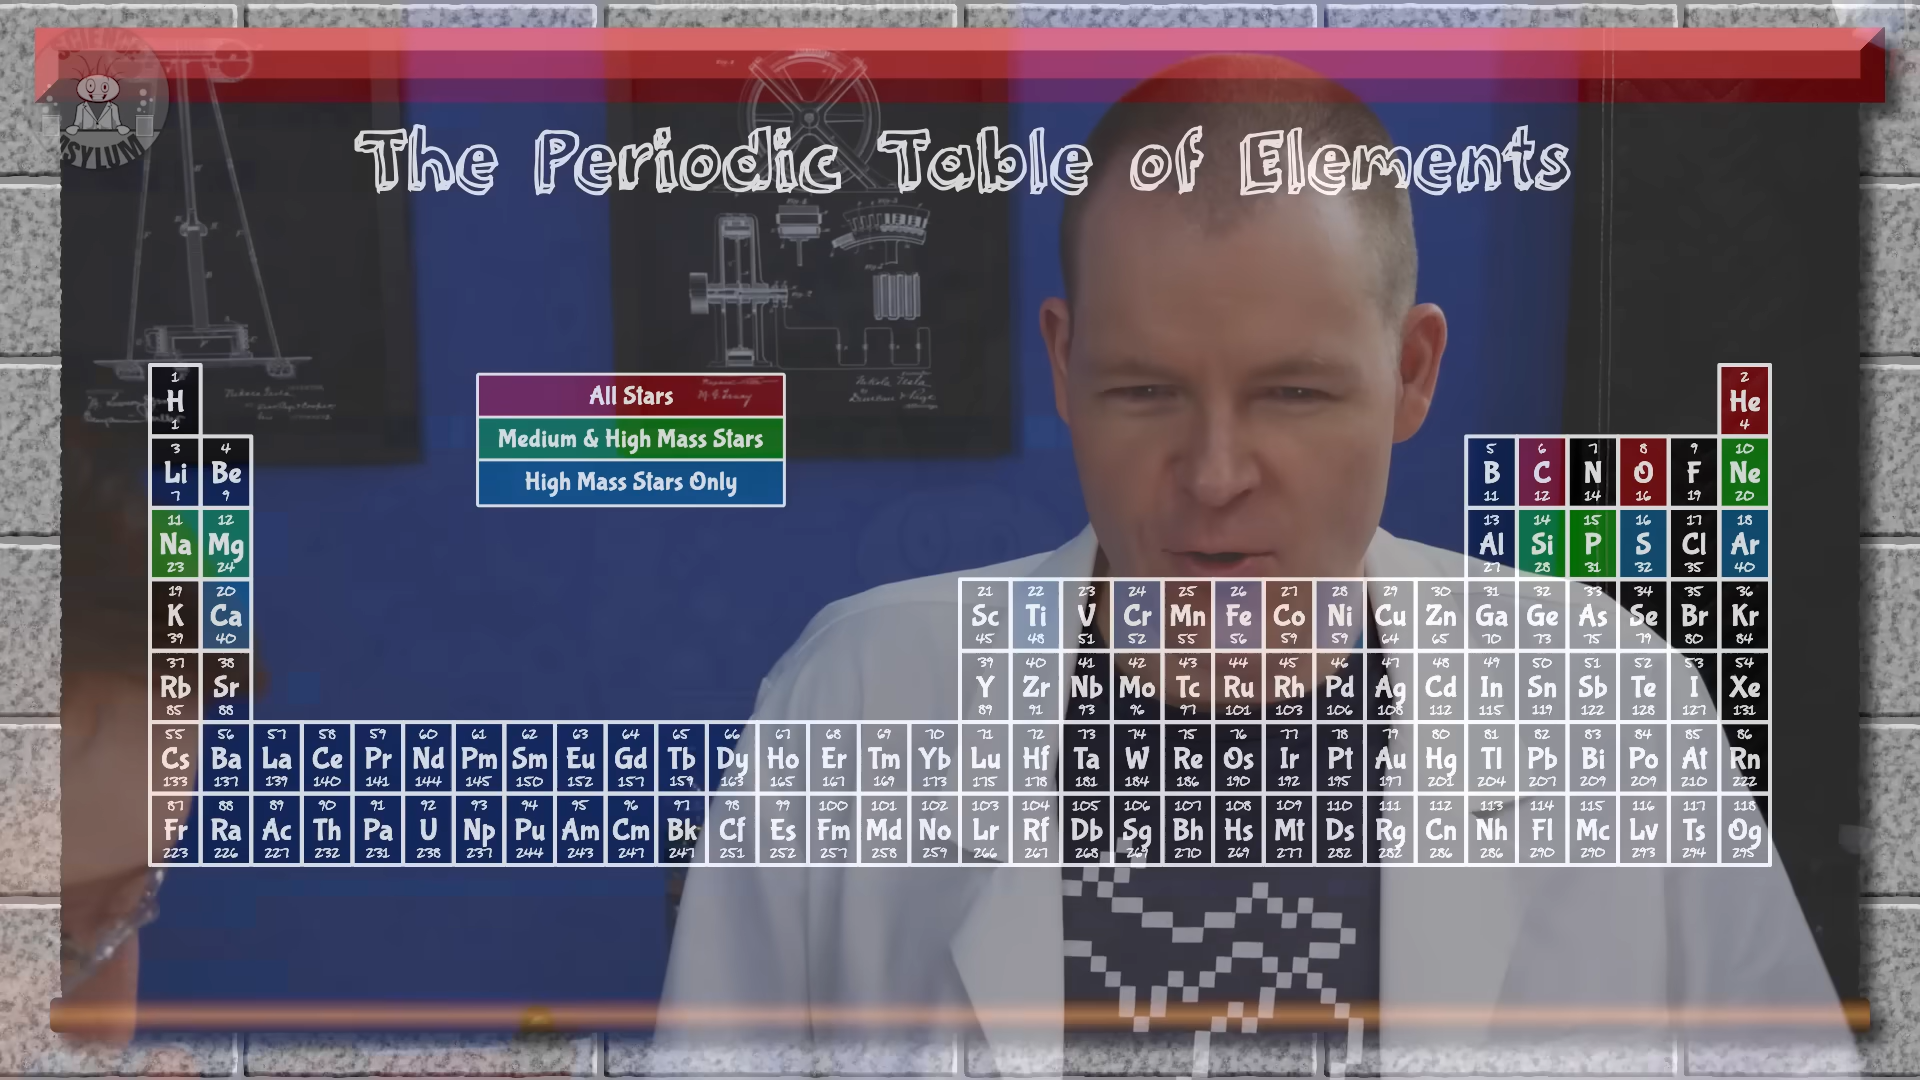 SCIENCE
ASYLUM
The Periodic Table of Elements
All Stars
Medium & High Mass Stars
High Mass Stars Only
1 2
H He
1 4
3 4 5 6 7 8 9 10
Li Be B C N O F Ne
7 9 11 12 14 16 19 20
11 12 13 14 15 16 17 18
Na Mg Al Si P S Cl Ar
23 24 27 28 31 32 35 40
19 20 21 22 23 24 25 26 27 28 29 30 31 32 33 34 35 36
K Ca Sc Ti V Cr Mn Fe Co Ni Cu Zn Ga Ge As Se Br Kr
39 40 45 48 51 52 55 56 59 59 64 65 70 73 75 79 80 84
37 38 39 40 41 42 43 44 45 46 47 48 49 50 51 52 53 54
Rb Sr Y Zr Nb Mo Tc Ru Rh Pd Ag Cd In Sn Sb Te I Xe
85 88 89 91 93 96 97 101 103 106 108 112 115 119 122 128 127 131
55 56 57 58 59 60 61 62 63 64 65 66 67 68 69 70 71 72 73 74 75 76 77 78 79 80 81 82 83 84 85 86
Cs Ba La Ce Pr Nd Pm Sm Eu Gd Tb Dy Ho Er Tm Yb Lu Hf Ta W Re Os Ir Pt Au Hg Tl Pb Bi Po At Rn
133 137 139 140 141 144 145 150 152 157 159 163 165 167 169 173 175 178 181 184 186 190 192 195 197 201 204 207 209 209 210 222
87 88 89 90 91 92 93 94 95 96 97 98 99 100 101 102 103 104 105 106 107 108 109 110 111 112 113 114 115 116 117 118
Fr Ra Ac Th Pa U Np Pu Am Cm Bk Cf Es Fm Md No Lr Rf Db Sg Bh Hs Mt Ds Rg Cn Nh Fl Mc Lv Ts Og
223 226 227 232 231 238 237 244 243 247 247 251 252 257 258 259 266 267 268 269 270 269 277 282 282 286 286 290 290 293 294 295